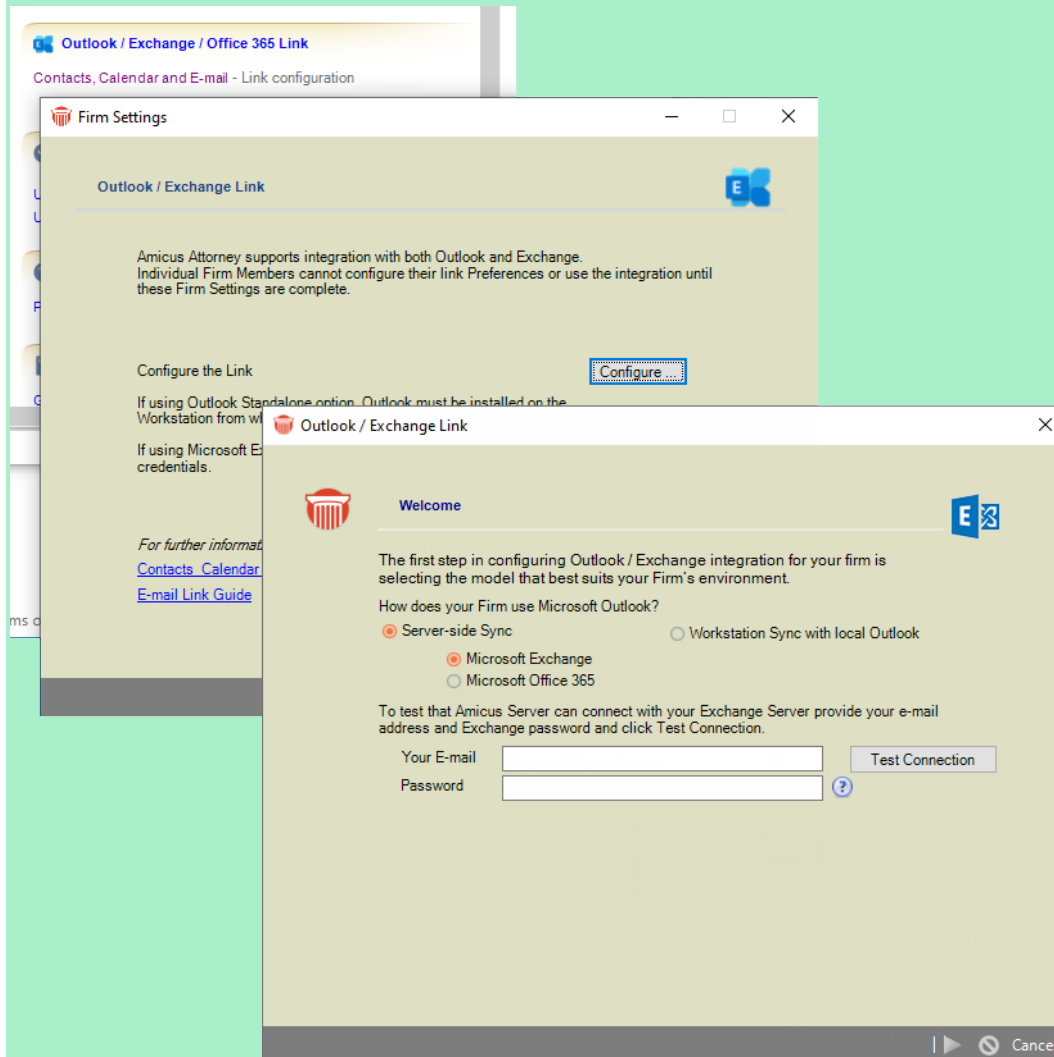 Outlook / Exchange / Office 365 Link
Contacts, Calendar and E-mail - Link configuration
Firm Settings
Outlook / Exchange Link
Amicus Attorney supports integration with both Outlook and Exchange.
Individual Firm Members cannot configure their link Preferences or use the integration until
these Firm Settings are complete.
Configure the Link
Configure ...
If using Outlook Standalone option, Outlook must be installed on the
Workstation from
If using Microsoft
credentials.
For further
Contacts Calendar
E-mail Link Guide
Outlook / Exchange Link
Welcome
The first step in configuring Outlook / Exchange integration for your firm is
selecting the model that best suits your Firm's environment.
How does your Firm use Microsoft Outlook?
Server-side Sync
Workstation Sync with local Outlook
Microsoft Exchange
Microsoft Office 365
To test that Amicus Server can connect with your Exchange Server provide your e-mail
address and Exchange password and click Test Connection.
Your E-mail
Test Connection
Password
?
Cance